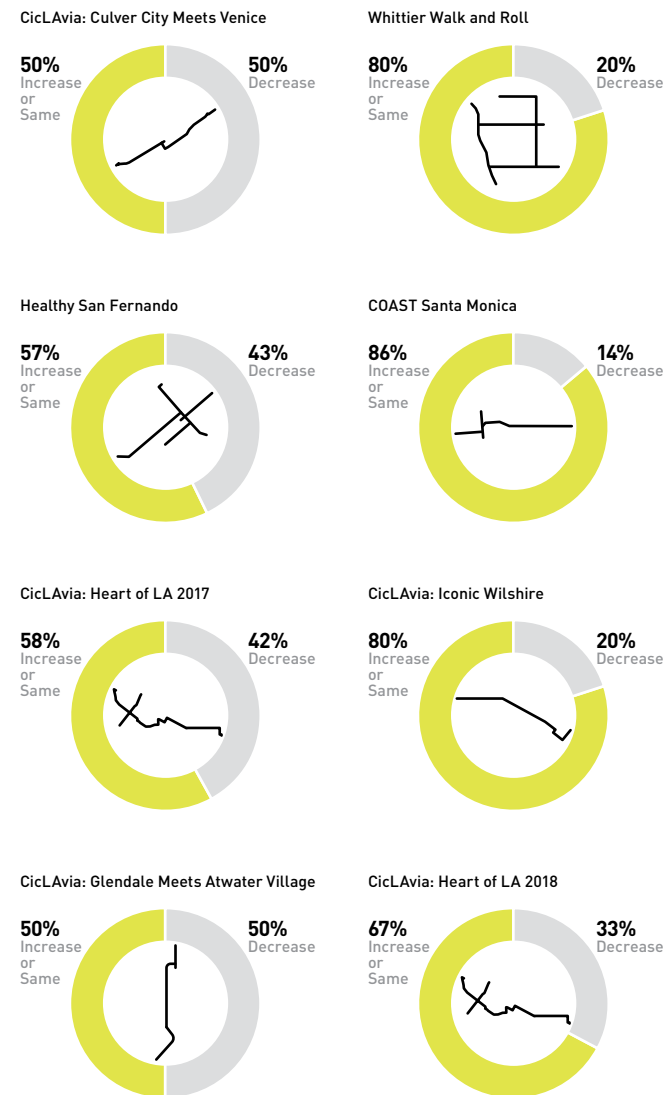 CicLAvia: Culver City Meets Venice
50%
Increase
or
Same
50%
Decrease
Whittier Walk and Roll
80%
Increase
or
Same
20%
Decrease
Healthy San Fernando
57%
Increase
or
Same
43%
Decrease
COAST Santa Monica
86%
Increase
or
Same
14%
Decrease
CicLAvia: Heart of LA 2017
58%
Increase
or
Same
42%
Decrease
CicLAvia: Iconic Wilshire
80%
Increase
or
Same
20%
Decrease
CicLAvia: Glendale Meets Atwater Village
50%
Increase
or
Same
50%
Decrease
CicLAvia: Heart of LA 2018
67%
Increase
or
Same
33%
Decrease